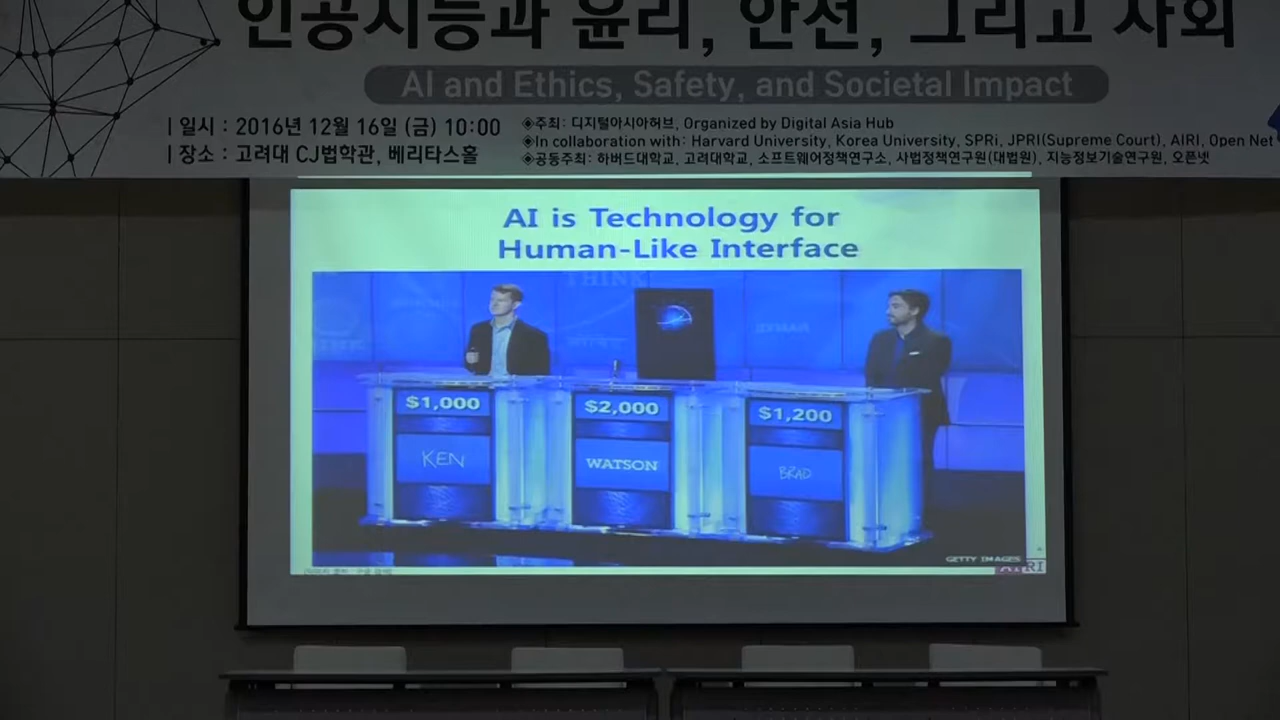 인공지능과 윤리, 안전, 그리고 사회
AI and Ethics, Safety, and Societal Impact
| 일시 : 2016년 12월 16일 (금) 10:00
| 장소 : 고려대 CJ법학관, 베리타스홀
◈주최: 디지털아시아허브, Organized by Digital Asia Hub
◈In collaboration with: Harvard University, Korea University, SPRi, JPRI(Supreme Court), AIRI, Open Net
◈공동주최: 하버드대학교, 고려대학교, 소프트웨어정책연구소, 사법정책연구원(대법원), 지능정보기술연구원, 오픈넷
AI is Technology for
Human-Like Interface
THINK
$1,000
$2,000
$1,200
KEN
WATSON
BRAD
GETTY IMAGES
AIRI